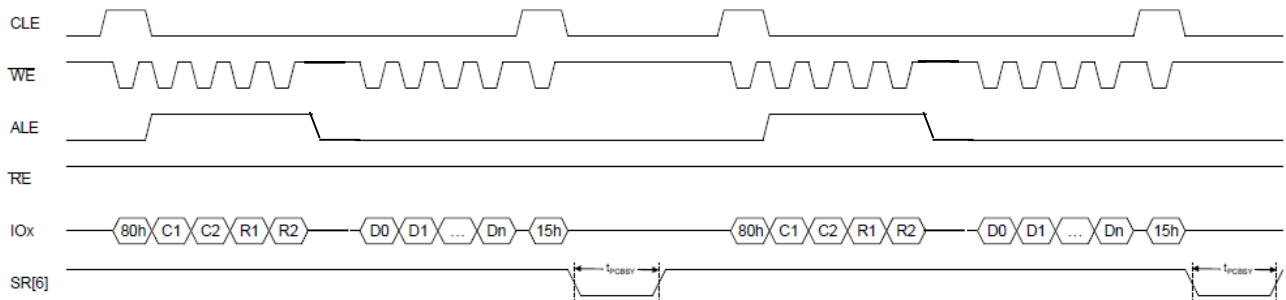 CLE
WE
ALE
RE
IOx 80h C1 C2 R1 R2 D0 D1 ... Dn 15h 80h C1 C2 R1 R2 D0 D1 ... Dn 15h
SR[6] tPCBSY tPCBSY